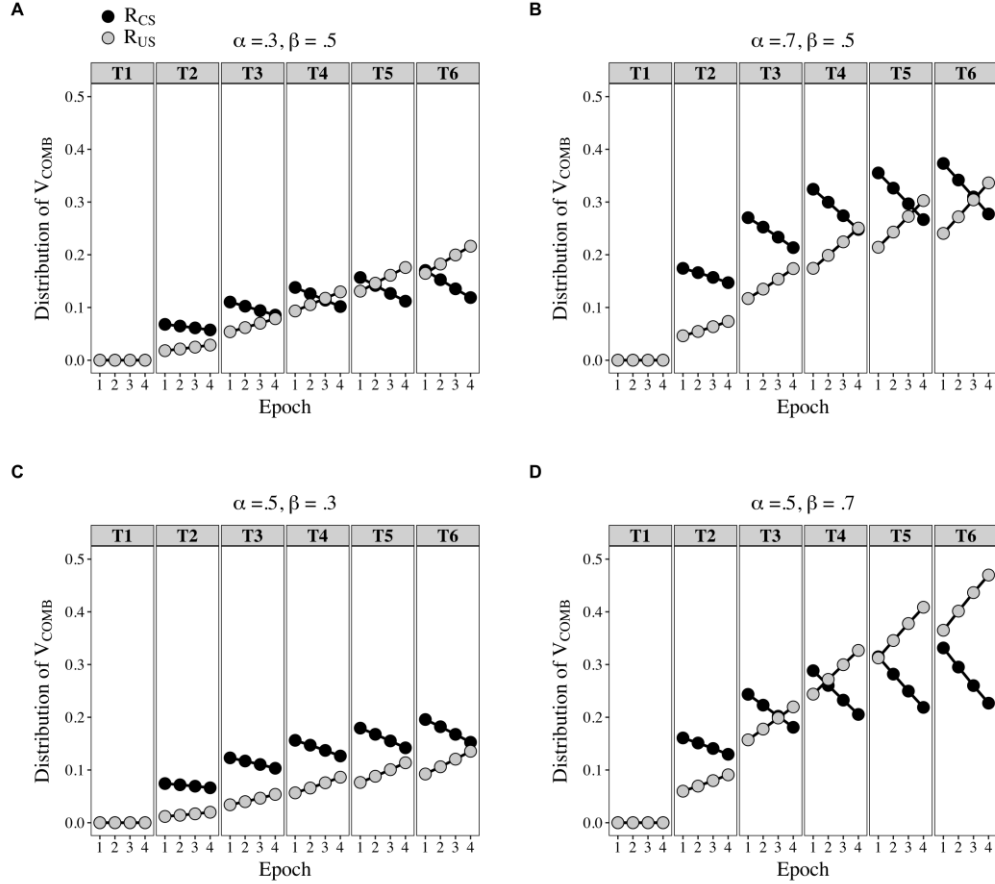 A
R_CS
R_US
α =.3, β = .5
T1 T2 T3 T4 T5 T6
Distribution of V_COMB
0.5
0.4
0.3
0.2
0.1
0.0
1 2 3 4 1 2 3 4 1 2 3 4 1 2 3 4 1 2 3 4 1 2 3 4
Epoch
B
α =.7, β = .5
T1 T2 T3 T4 T5 T6
Distribution of V_COMB
0.5
0.4
0.3
0.2
0.1
0.0
1 2 3 4 1 2 3 4 1 2 3 4 1 2 3 4 1 2 3 4 1 2 3 4
Epoch
C
α =.5, β = .3
T1 T2 T3 T4 T5 T6
Distribution of V_COMB
0.5
0.4
0.3
0.2
0.1
0.0
1 2 3 4 1 2 3 4 1 2 3 4 1 2 3 4 1 2 3 4 1 2 3 4
Epoch
D
α =.5, β = .7
T1 T2 T3 T4 T5 T6
Distribution of V_COMB
0.5
0.4
0.3
0.2
0.1
0.0
1 2 3 4 1 2 3 4 1 2 3 4 1 2 3 4 1 2 3 4 1 2 3 4
Epoch